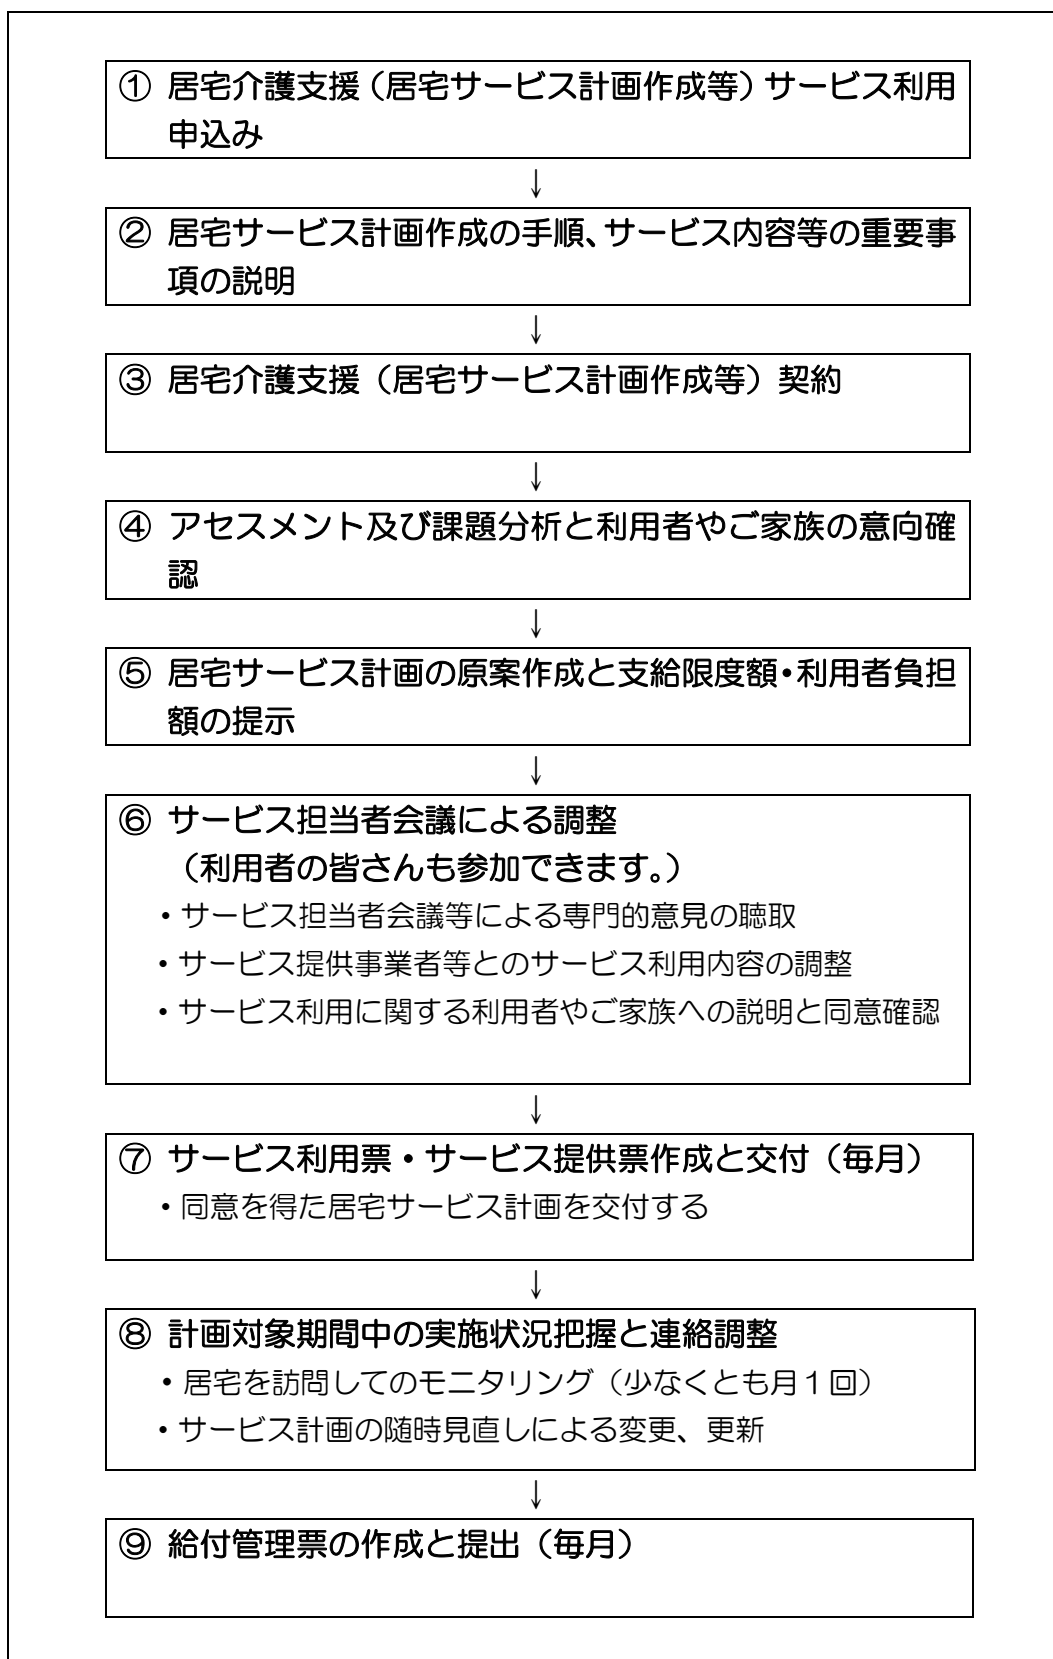 ① 居宅介護支援（居宅サービス計画作成等）サービス利用
申込み
↓
② 居宅サービス計画作成の手順、サービス内容等の重要事
項の説明
↓
③ 居宅介護支援（居宅サービス計画作成等）契約
↓
④ アセスメント及び課題分析と利用者やご家族の意向確
認
↓
⑤ 居宅サービス計画の原案作成と支給限度額・利用者負担
額の提示
↓
⑥ サービス担当者会議による調整
（利用者の皆さんも参加できます。）
・サービス担当者会議等による専門的意見の聴取
・サービス提供事業者等とのサービス利用内容の調整
・サービス利用に関する利用者やご家族への説明と同意確認
↓
⑦ サービス利用票・サービス提供票作成と交付（毎月）
・同意を得た居宅サービス計画を交付する
↓
⑧ 計画対象期間中の実施状況把握と連絡調整
・居宅を訪問してのモニタリング（少なくとも月１回）
・サービス計画の随時見直しによる変更、更新
↓
⑨ 給付管理票の作成と提出（毎月）